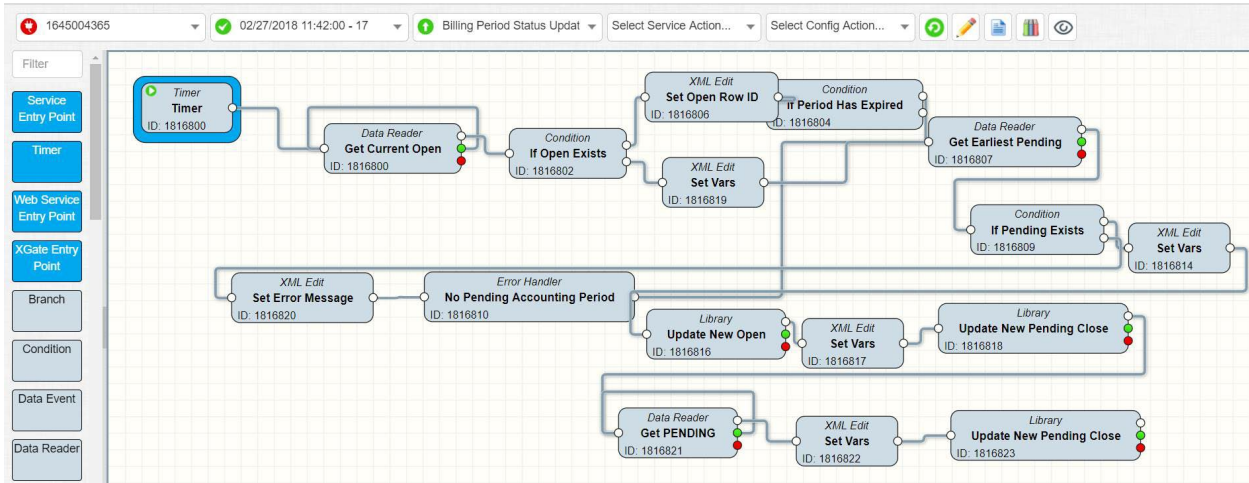 1645004365
02/27/2018 11:42:00 - 17
Billing Period Status Updat
Select Service Action...
Select Config Action...
Filter
Service
Entry Point
Timer
Web Service
Entry Point
XGate Entry
Point
Branch
Condition
Data Event
Data Reader
Timer
Timer
ID: 1816800
Data Reader
Get Current Open
ID: 1816800
Condition
If Open Exists
ID: 1816802
XML Edit
Set Open Row ID
ID: 1816806
Condition
If Period Has Expired
ID: 1816804
XML Edit
Set Vars
ID: 1816819
Data Reader
Get Earliest Pending
ID: 1816807
Condition
If Pending Exists
ID: 1816809
XML Edit
Set Vars
ID: 1816814
XML Edit
Set Error Message
ID: 1816820
Error Handler
No Pending Accounting Period
ID: 1816810
Library
Update New Open
ID: 1816816
XML Edit
Set Vars
ID: 1816817
Library
Update New Pending Close
ID: 1816818
Data Reader
Get PENDING
ID: 1816821
XML Edit
Set Vars
ID: 1816822
Library
Update New Pending Close
ID: 1816823